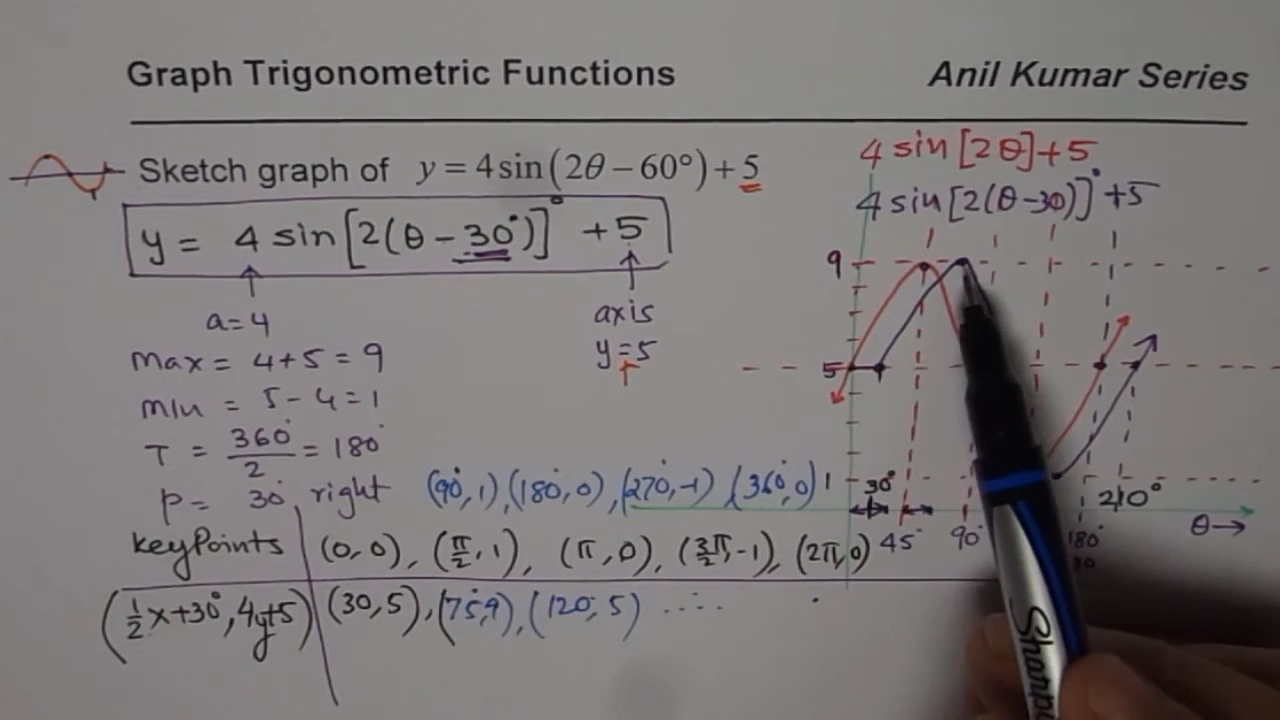 Graph Trigonometric Functions
Anil Kumar Series
Sketch graph of y = 4 sin(2θ − 60°) + 5
y = 4 sin [2(θ − 30°)]° + 5
a = 4
axis
y = 5
Max = 4 + 5 = 9
Min = 5 − 4 = 1
T = 360°/2 = 180°
P = 30° right
(90°, 1), (180°, 0), (270°, −1) (360°, 0)
Key Points
(0, 0), (π/2, 1), (π, 0), (3π/2, −1), (2π, 0)
(1/2 x + 30°, 4y + 5)
(30, 5), (75°, 9), (120°, 5) .....
4 sin [2θ] + 5
4 sin [2(θ − 30)]° + 5
9
5
1
30°
210°
45°
90°
180°
θ →
Sharp